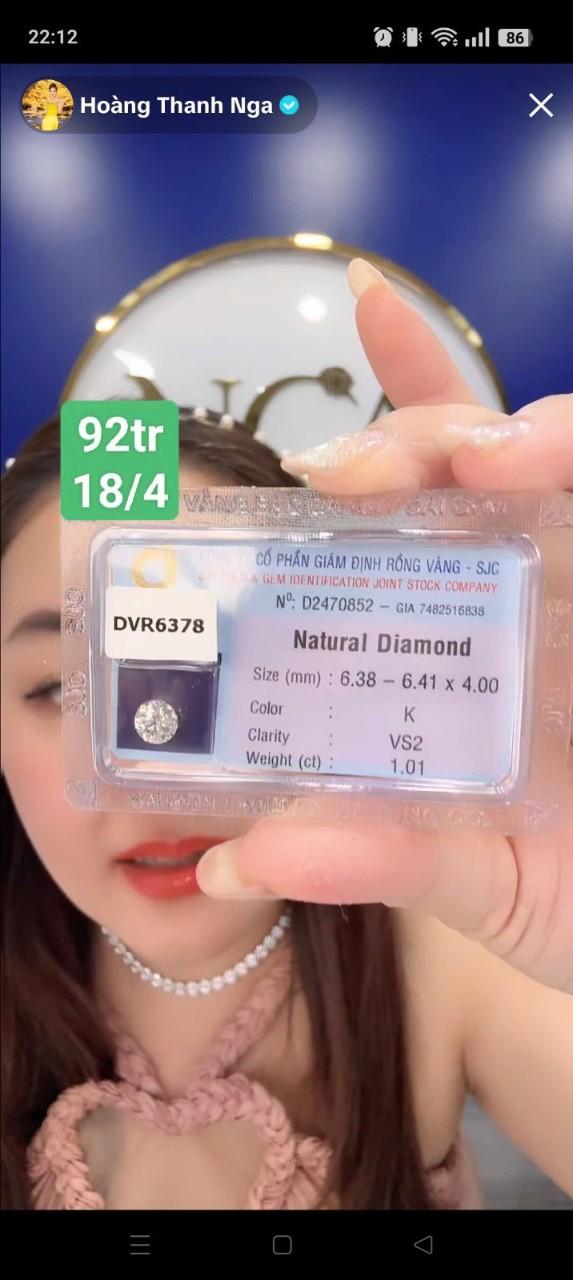 22:12
86
Hoàng Thanh Nga
92tr
18/4
CỔ PHẦN GIÁM ĐỊNH RỒNG VÀNG - SJC
GEM IDENTIFICATION JOINT STOCK COMPANY
Nº: D2470852 – GIA 7482516838
DVR6378
Natural Diamond
Size (mm) : 6.38 – 6.41 x 4.00
Color : K
Clarity : VS2
Weight (ct) : 1.01